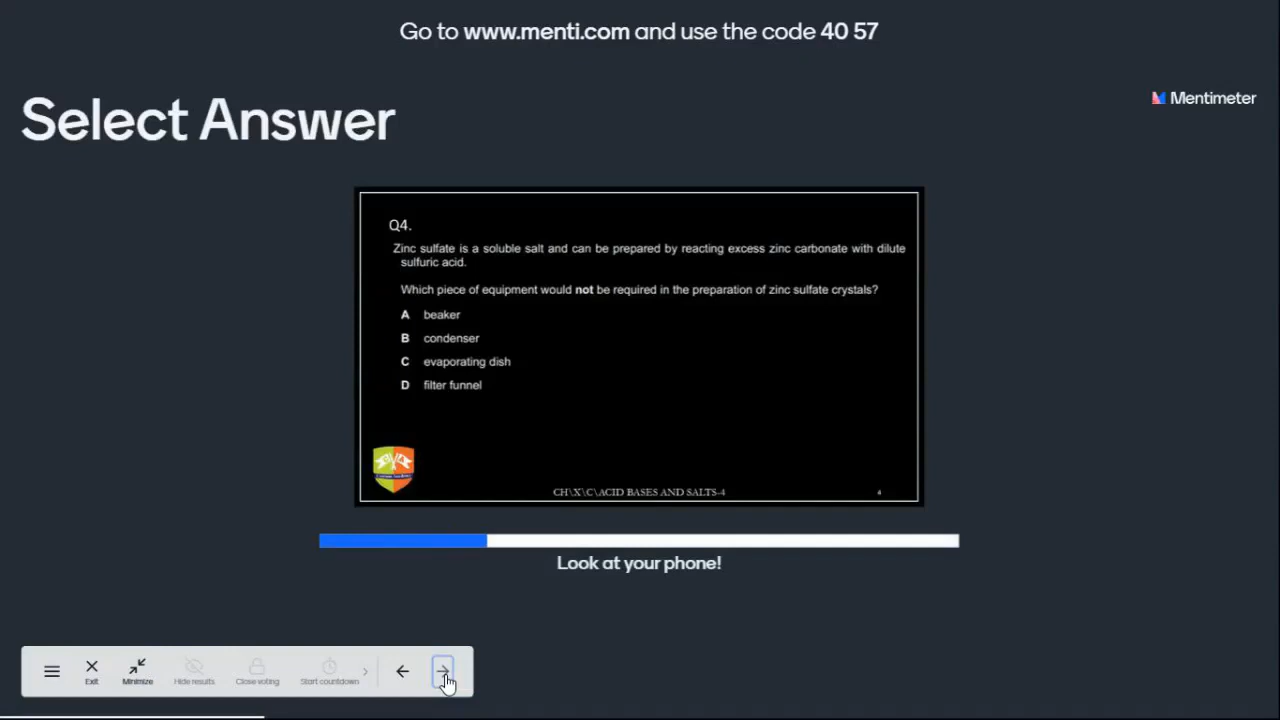 Go to www.menti.com and use the code 40 57
Select Answer
Mentimeter
Q4.
Zinc sulfate is a soluble salt and can be prepared by reacting excess zinc carbonate with dilute
sulfuric acid.
Which piece of equipment would not be required in the preparation of zinc sulfate crystals?
A beaker
B condenser
C evaporating dish
D filter funnel
CH\X\C\ACID BASES AND SALTS-4
4
Look at your phone!
Exit
Minimize
Hide results
Close voting
Start countdown